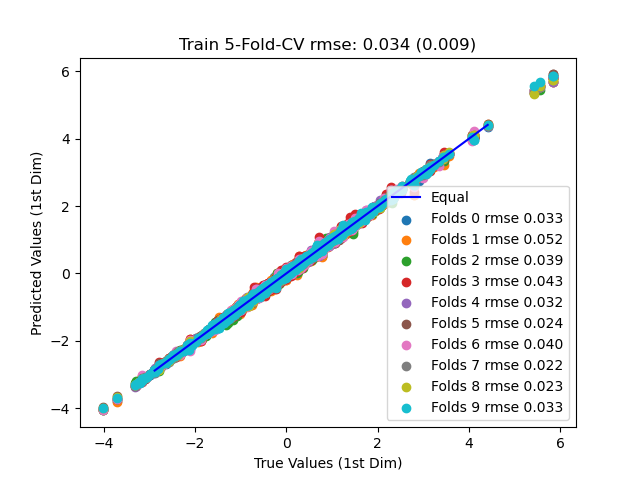 Train 5-Fold-CV rmse: 0.034 (0.009)
Predicted Values (1st Dim)
6
4
2
0
−2
−4
Equal
Folds 0 rmse 0.033
Folds 1 rmse 0.052
Folds 2 rmse 0.039
Folds 3 rmse 0.043
Folds 4 rmse 0.032
Folds 5 rmse 0.024
Folds 6 rmse 0.040
Folds 7 rmse 0.022
Folds 8 rmse 0.023
Folds 9 rmse 0.033
−4 −2 0 2 4 6
True Values (1st Dim)